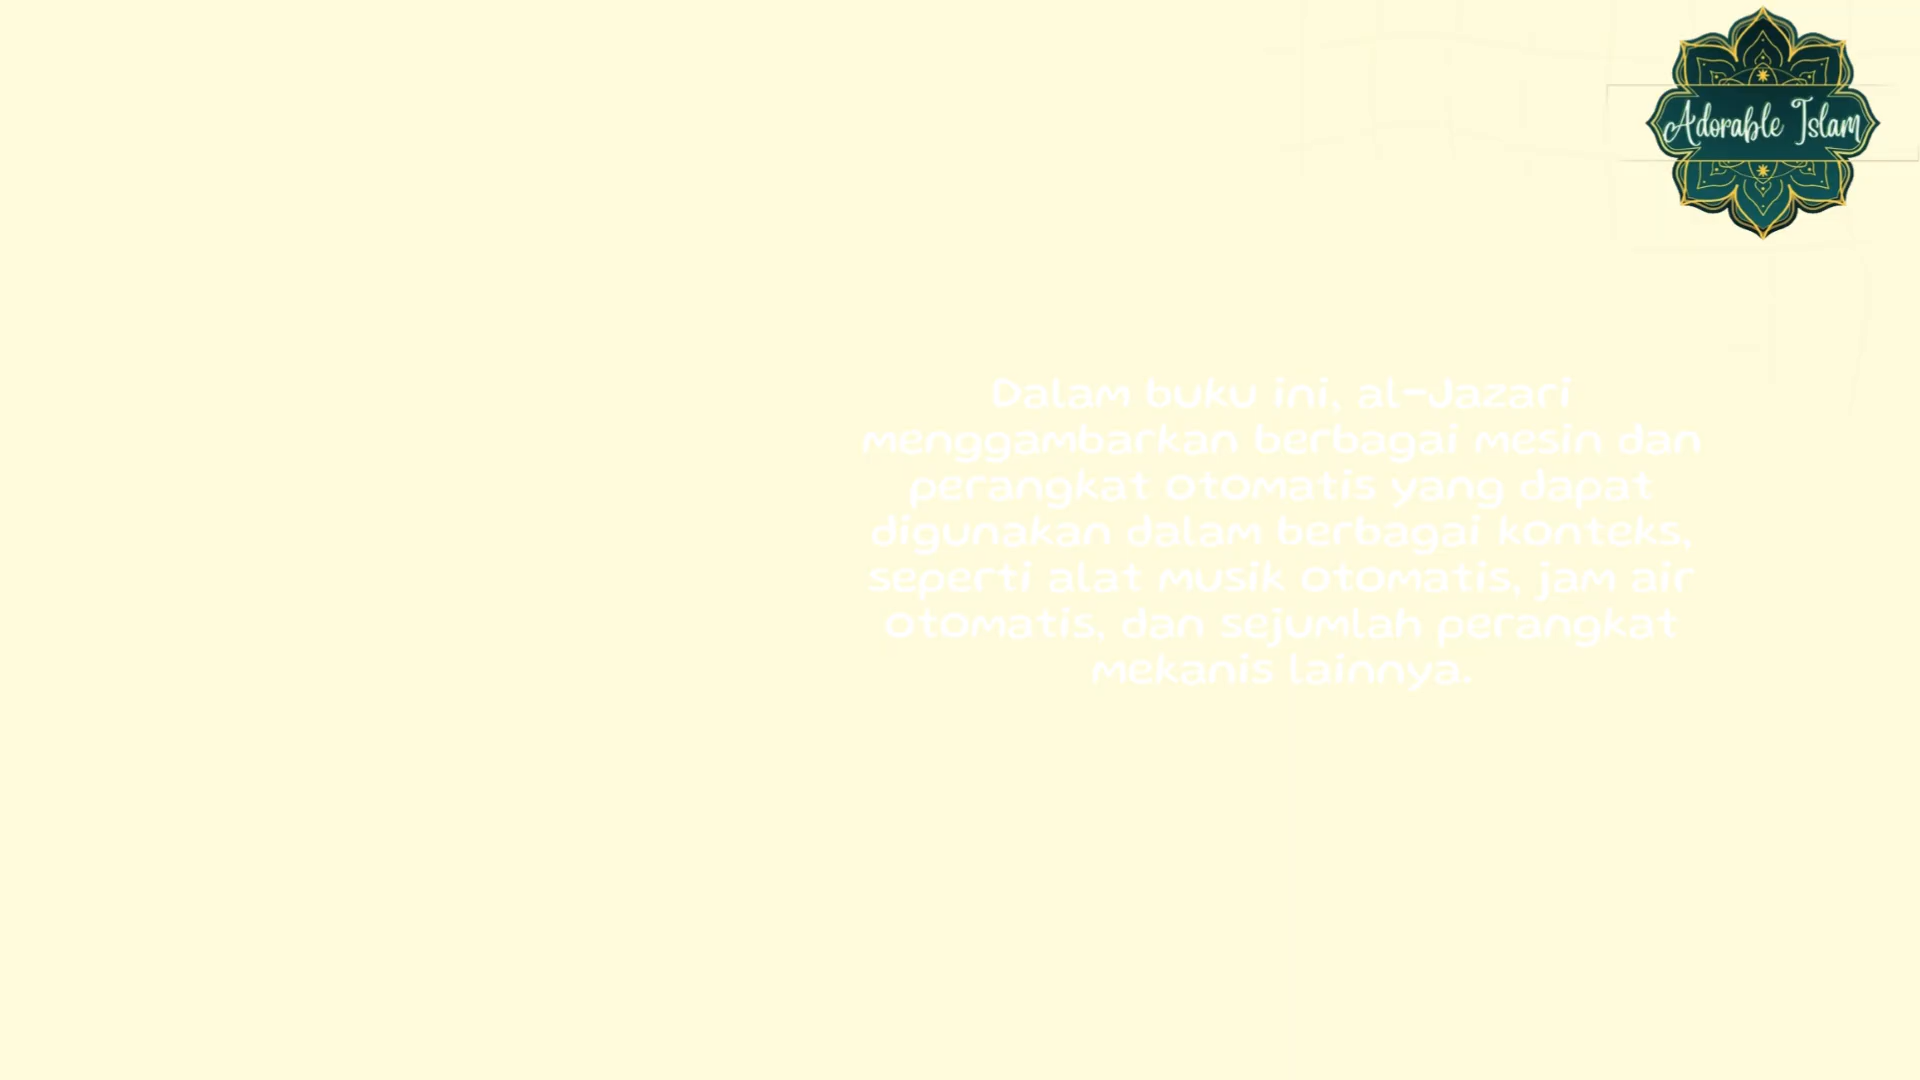 Adorable Islam
Dalam buku ini, al-Jazari
menggambarkan berbagai mesin dan
perangkat otomatis yang dapat
digunakan dalam berbagai konteks,
seperti alat musik otomatis, jam air
otomatis, dan sejumlah perangkat
mekanis lainnya.